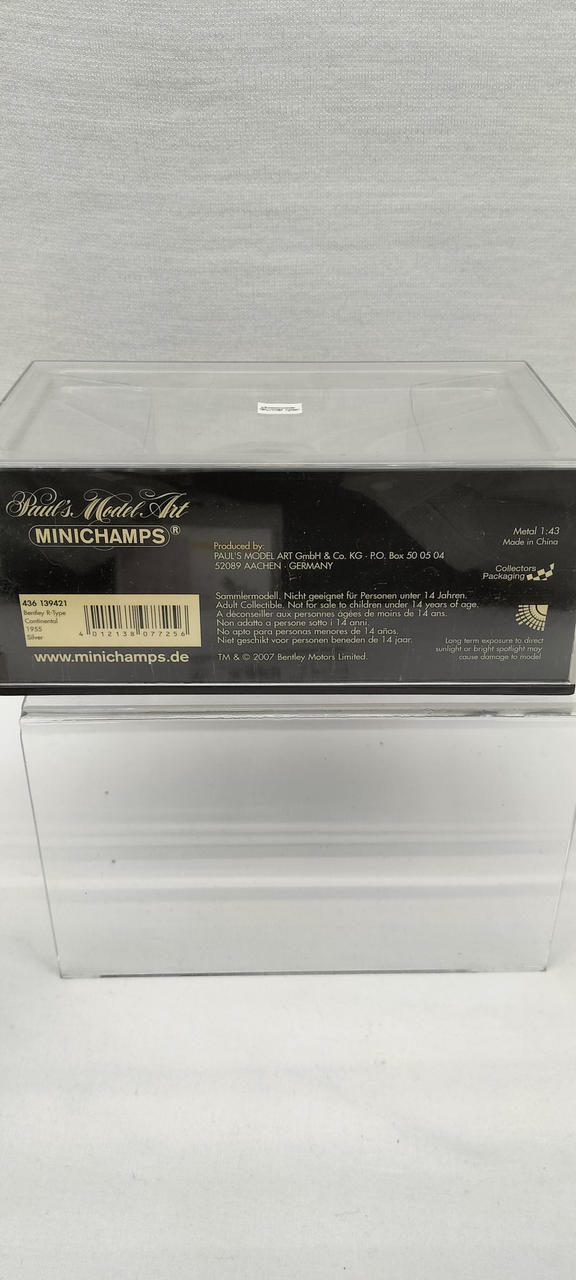 Paul's Model Art
MINICHAMPS®
Metal 1:43
Made in China
Produced by:
PAUL'S MODEL ART GmbH & Co. KG · P.O. Box 50 05 04
52089 AACHEN · GERMANY
Collectors
Packaging
436 139421
Bentley R-Type
Continental
1955
Silver
4 012138 077256
www.minichamps.de
Sammlermodell. Nicht geeignet für Personen unter 14 Jahren.
Adult Collectible. Not for sale to children under 14 years of age.
A déconseiller aux personnes âgées de moins de 14 ans.
Non adatto a persone sotto i 14 anni.
No apto para personas menores de 14 años.
Niet geschikt voor personen beneden de 14 jaar.
TM & © 2007 Bentley Motors Limited.
Long term exposure to direct
sunlight or bright spotlight may
cause damage to model